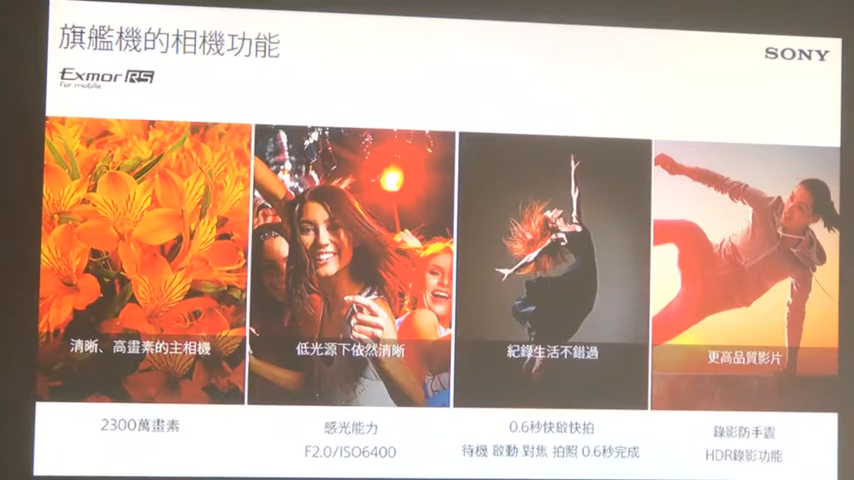 旗艦機的相機功能
SONY
Exmor RS
for mobile
清晰、高畫素的主相機
低光源下依然清晰
紀錄生活不錯過
更高品質影片
2300萬畫素
感光能力
F2.0/ISO6400
0.6秒快啟快拍
待機 啟動 對焦 拍照 0.6秒完成
錄影防手震
HDR錄影功能